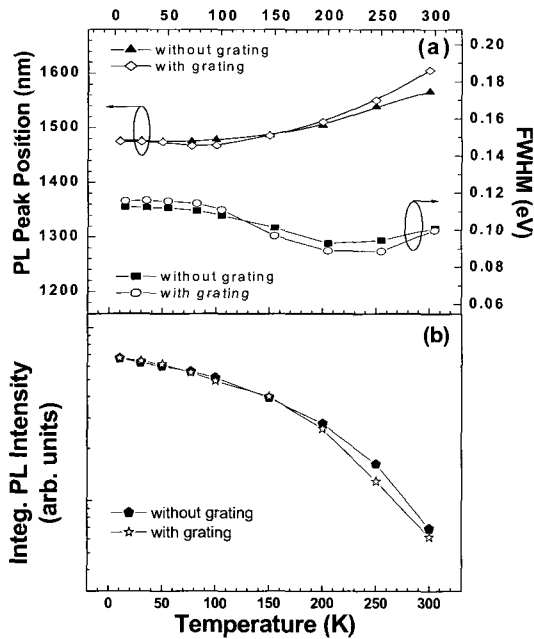 0 50 100 150 200 250 300
(a)
without grating
with grating
1600
1500
1400
1300
1200
PL Peak Position (nm)
0.20
0.18
0.16
0.14
0.12
0.10
0.08
0.06
FWHM (eV)
without grating
with grating
(b)
Integ. PL Intensity
(arb. units)
without grating
with grating
0 50 100 150 200 250 300
Temperature (K)